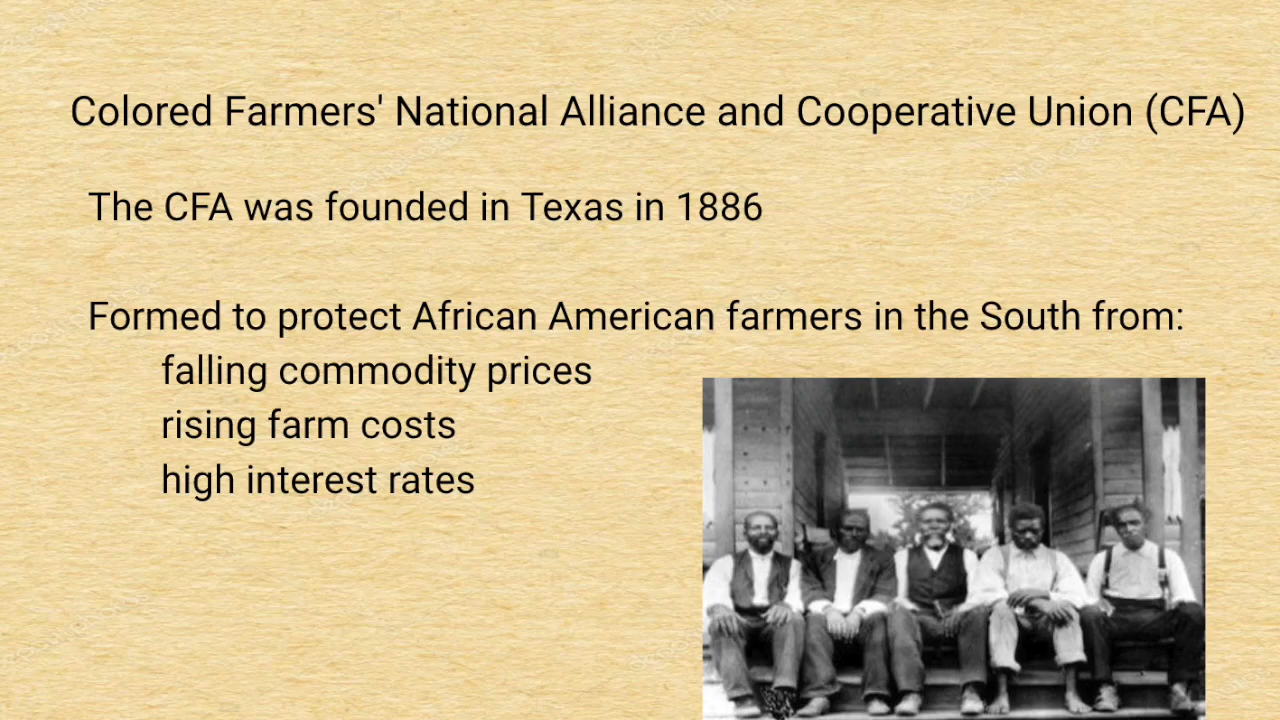 Colored Farmers' National Alliance and Cooperative Union (CFA)
The CFA was founded in Texas in 1886
Formed to protect African American farmers in the South from:
falling commodity prices
rising farm costs
high interest rates